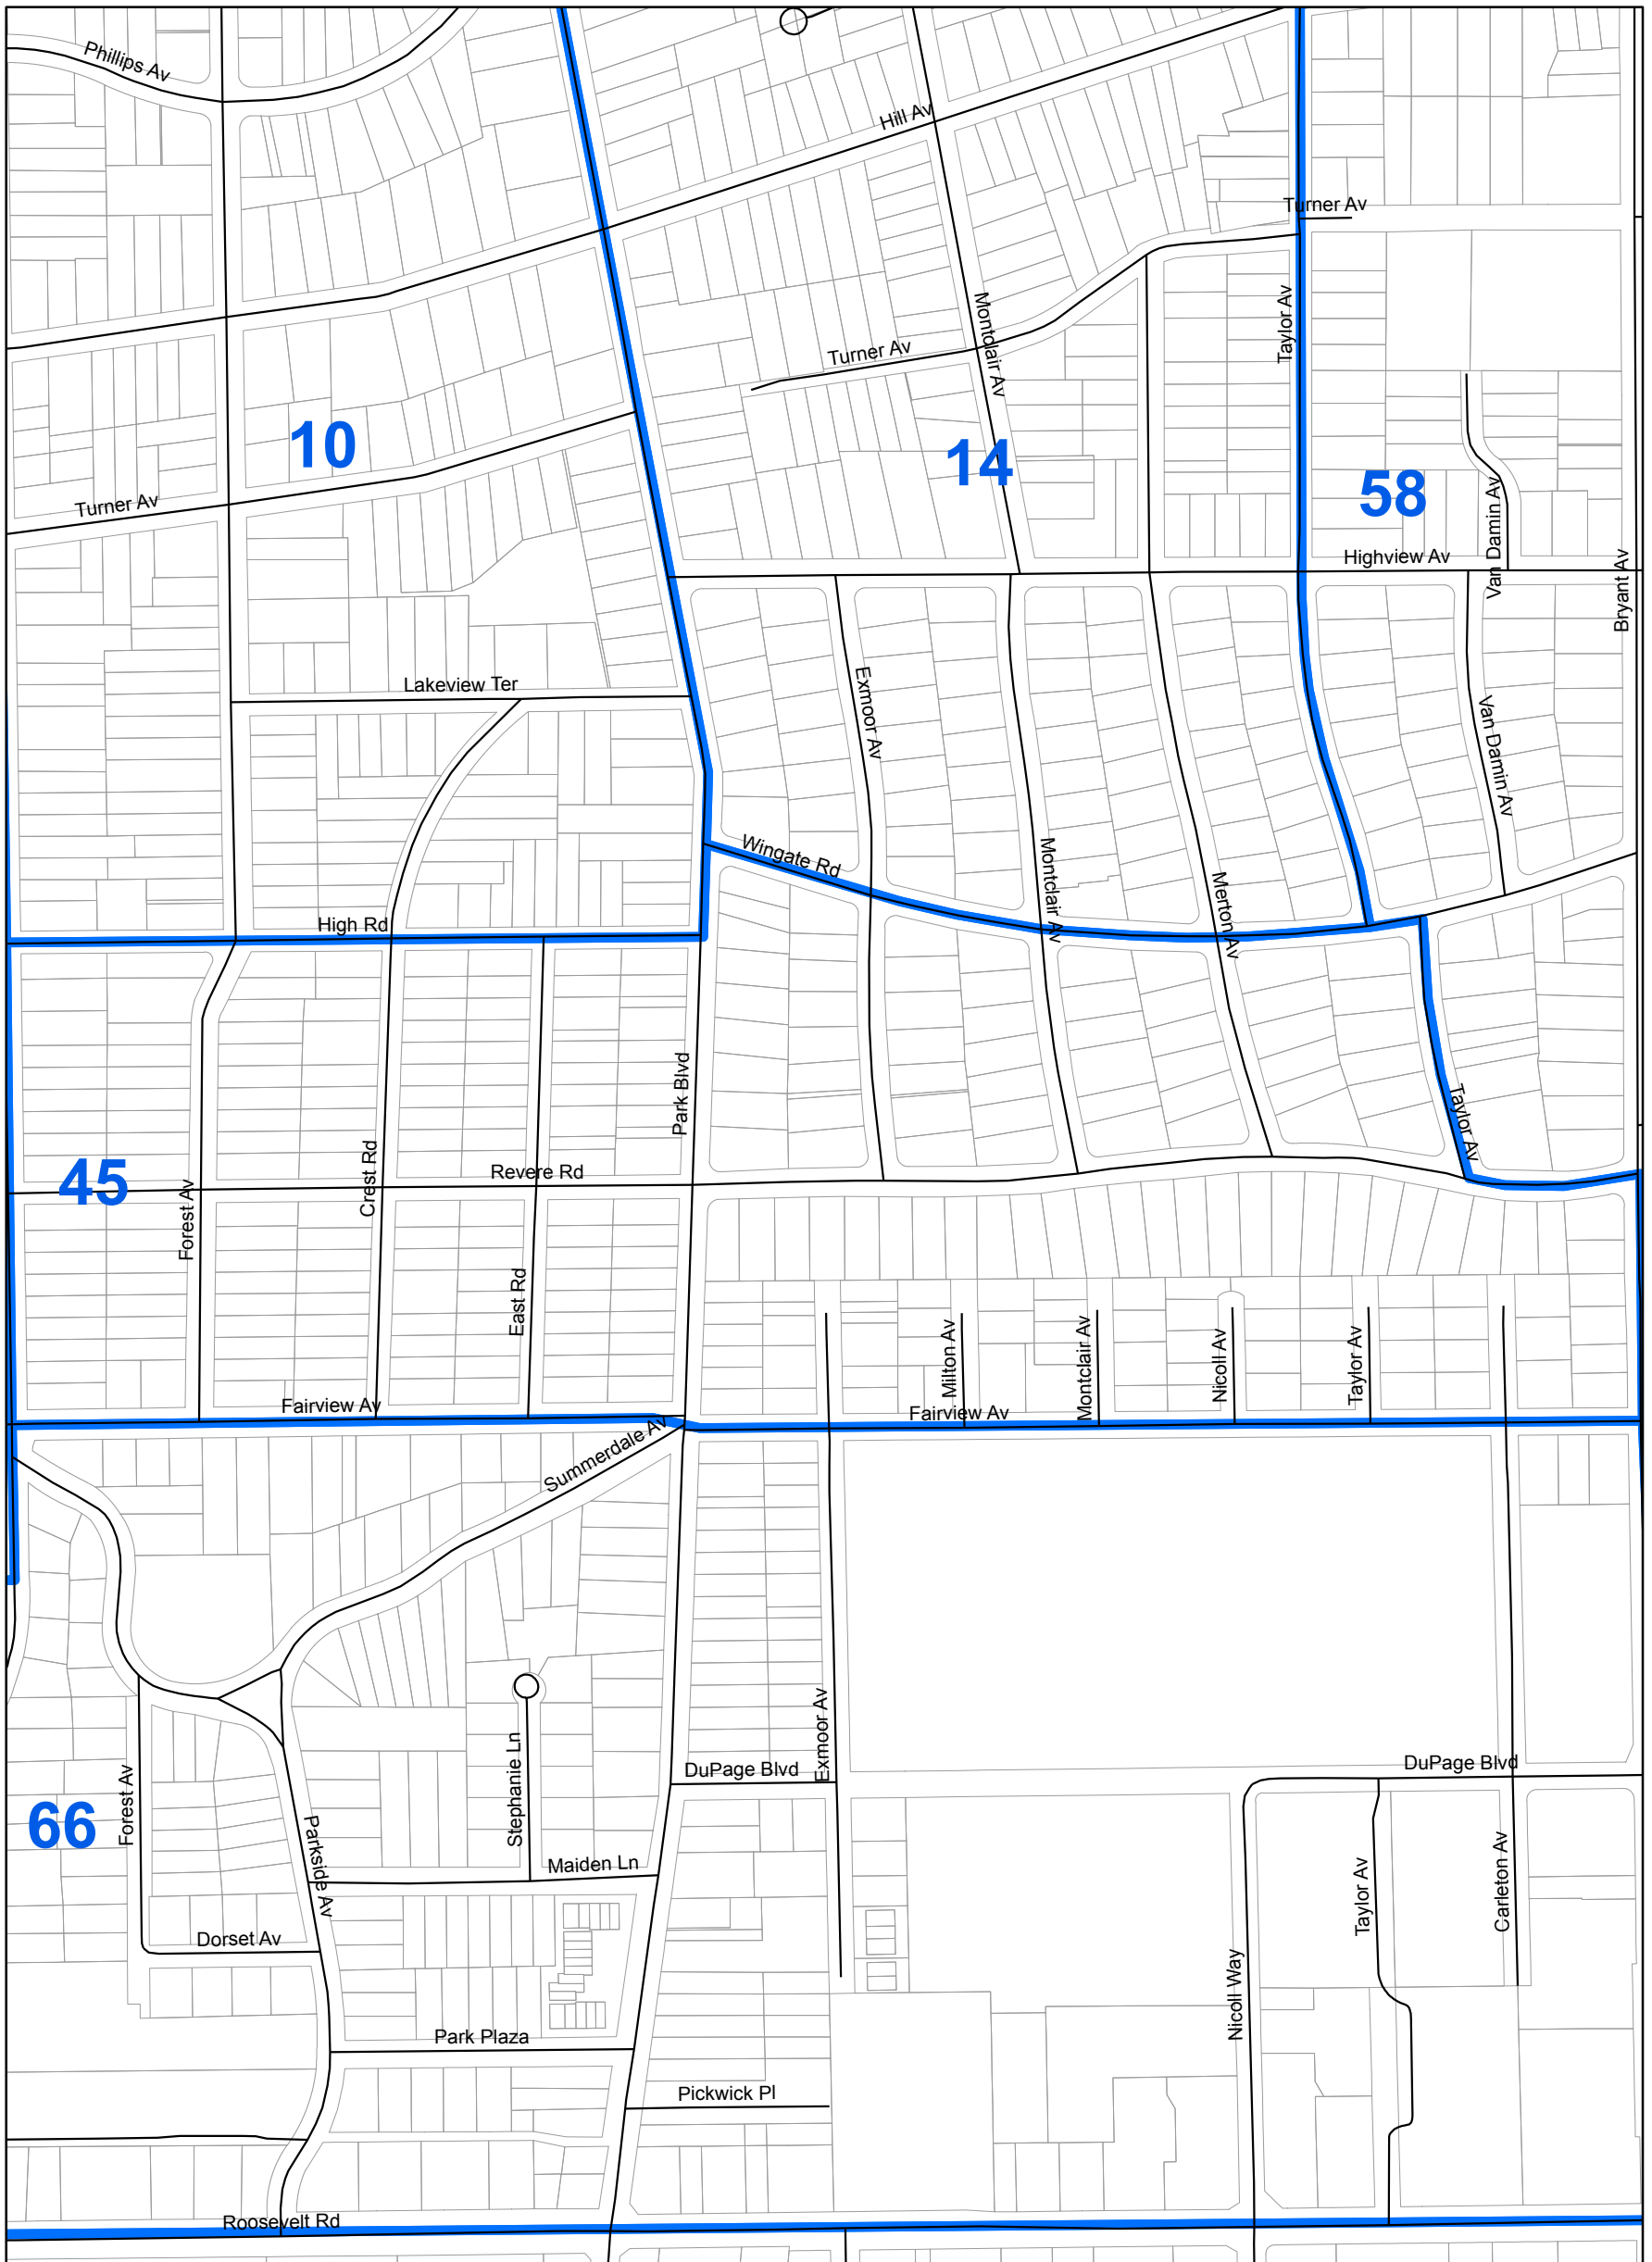 Phillips Av
Hill Av
Turner Av
Taylor Av
Montclair Av
Turner Av
10
14
58
Turner Av
Van Damin Av
Highview Av
Bryant Av
Lakeview Ter
Exmoor Av
Van Damin Av
Wingate Rd
Montclair Av
Merton Av
High Rd
Park Blvd
Taylor Av
Revere Rd
45
Crest Rd
Forest Av
East Rd
Milton Av
Montclair Av
Nicoll Av
Taylor Av
Fairview Av
Fairview Av
Summerdale Av
Exmoor Av
DuPage Blvd
DuPage Blvd
Stephanie Ln
Forest Av
66
Parkside Av
Maiden Ln
Taylor Av
Carleton Av
Dorset Av
Nicoll Way
Park Plaza
Pickwick Pl
Roosevelt Rd